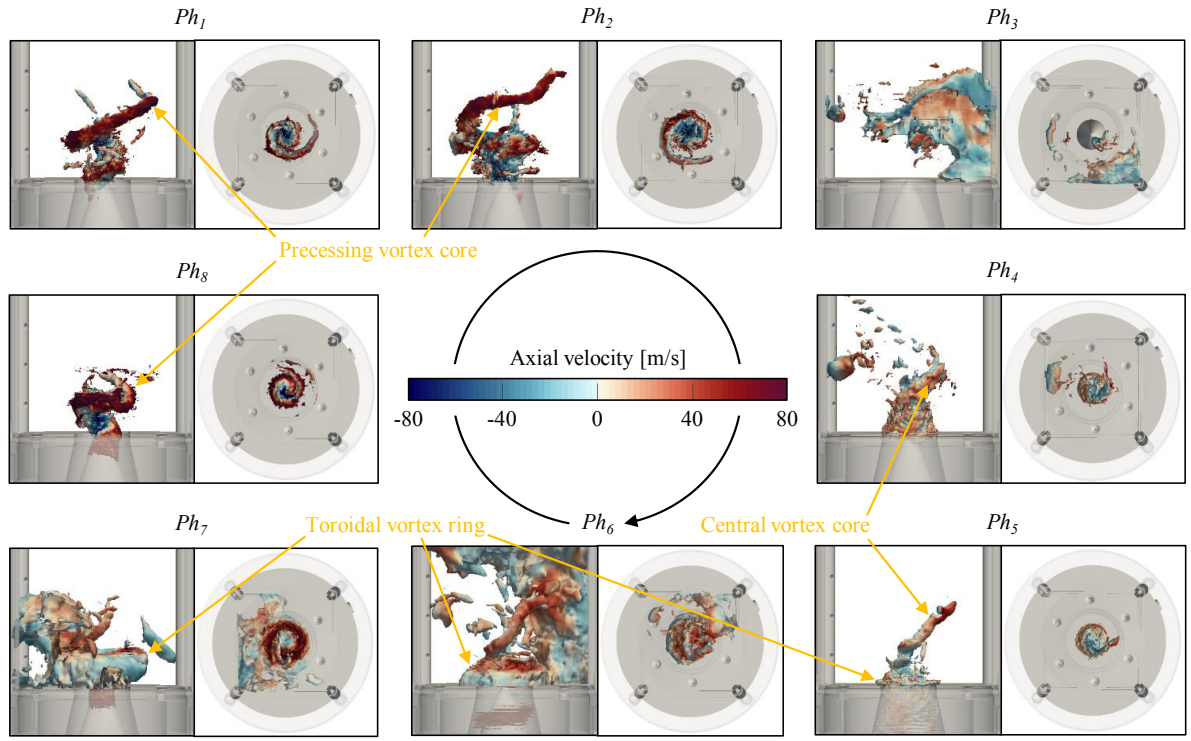 Ph1
Ph2
Ph3
Precessing vortex core
Ph8
Ph4
Axial velocity [m/s]
-80
-40
0
40
80
Ph7
Toroidal vortex ring
Ph6
Central vortex core
Ph5